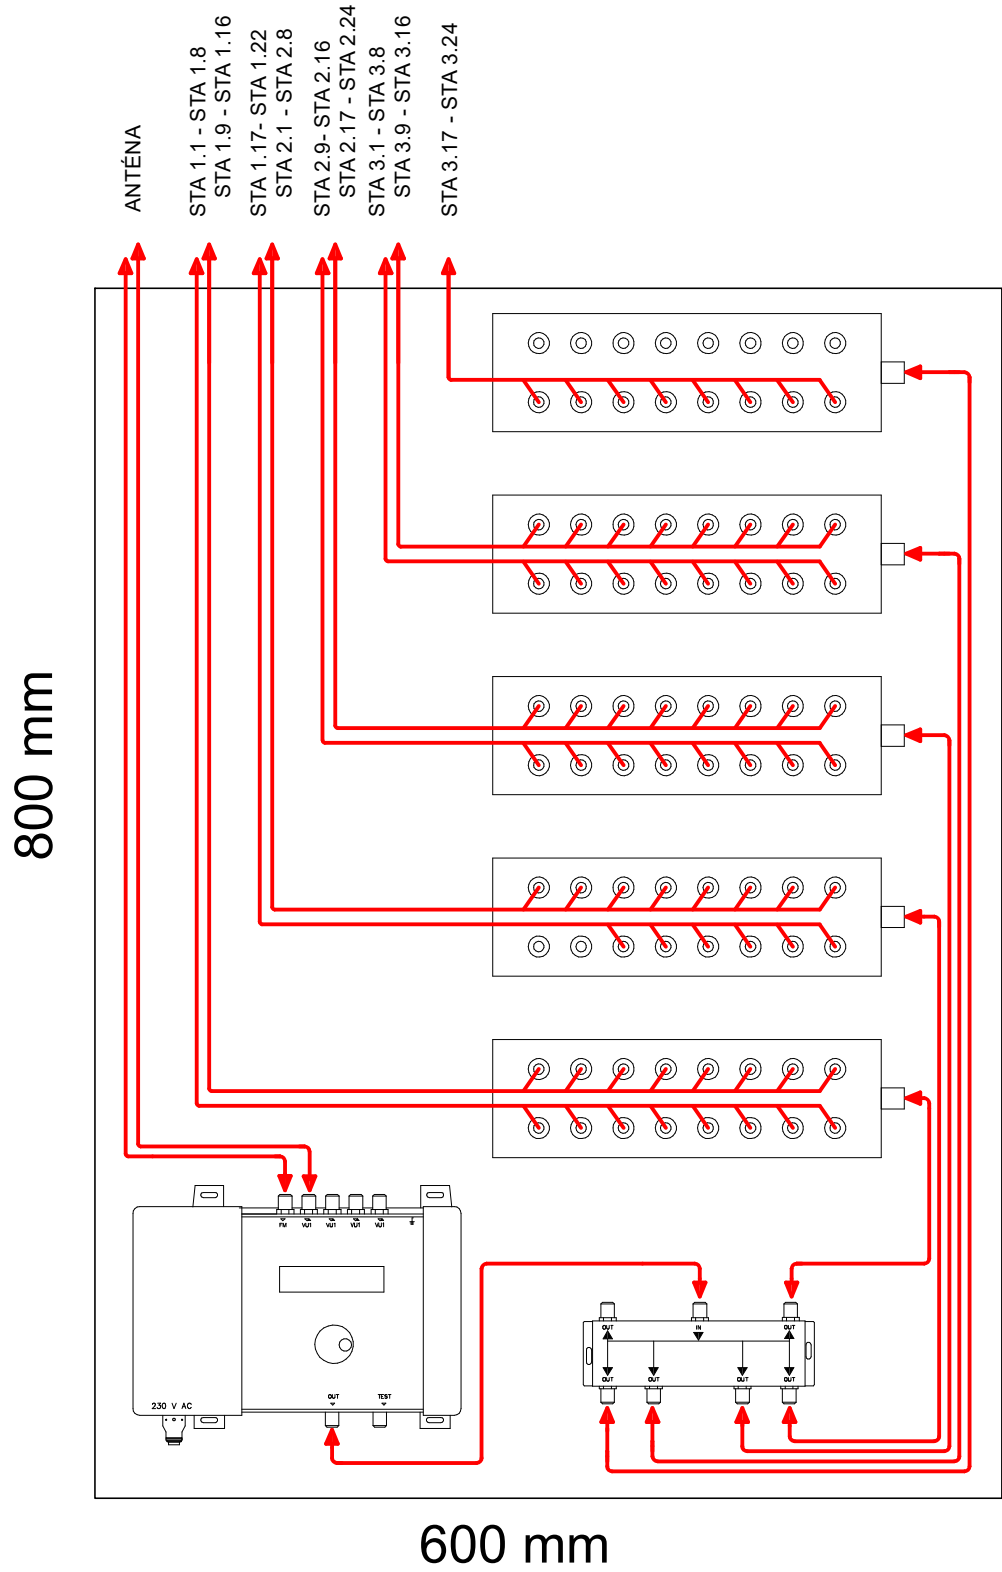 ANTÉNA
STA 1.1 - STA 1.8
STA 1.9 - STA 1.16
STA 1.17- STA 1.22
STA 2.1 - STA 2.8
STA 2.9- STA 2.16
STA 2.17 - STA 2.24
STA 3.1 - STA 3.8
STA 3.9 - STA 3.16
STA 3.17 - STA 3.24
800 mm
FM
VU1
VU1
VU1
VU1
230 V AC
OUT
TEST
OUT
IN
OUT
OUT
OUT
OUT
OUT
600 mm